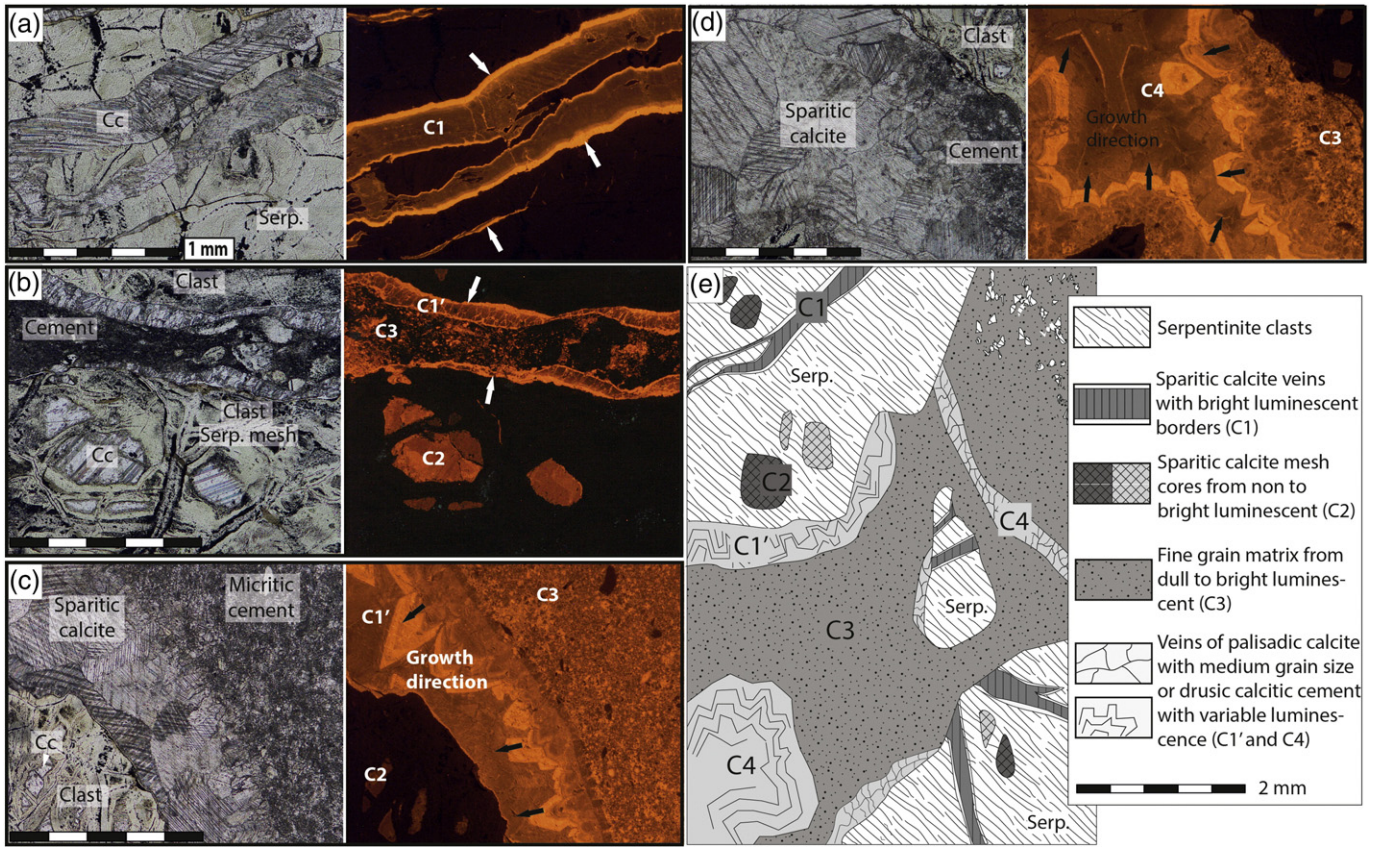 (a)
Cc
Serp.
1 mm
C1
(b)
Clast
Cement
Clast
Serp. mesh
Cc
C1′
C3
C2
(c)
Sparitic
calcite
Micritic
cement
Cc
Clast
C1′
C3
Growth
direction
C2
(d)
Clast
Sparitic
calcite
Cement
C4
Growth
direction
C3
(e)
C1
Serp.
C2
C1′
C4
Serp.
C3
C4
Serp.
Serpentinite clasts
Sparitic calcite veins
with bright luminescent
borders (C1)
Sparitic calcite mesh
cores from non to
bright luminescent (C2)
Fine grain matrix from
dull to bright lumines-
cent (C3)
Veins of palisadic calcite
with medium grain size
or drusic calcitic cement
with variable lumines-
cence (C1′ and C4)
2 mm